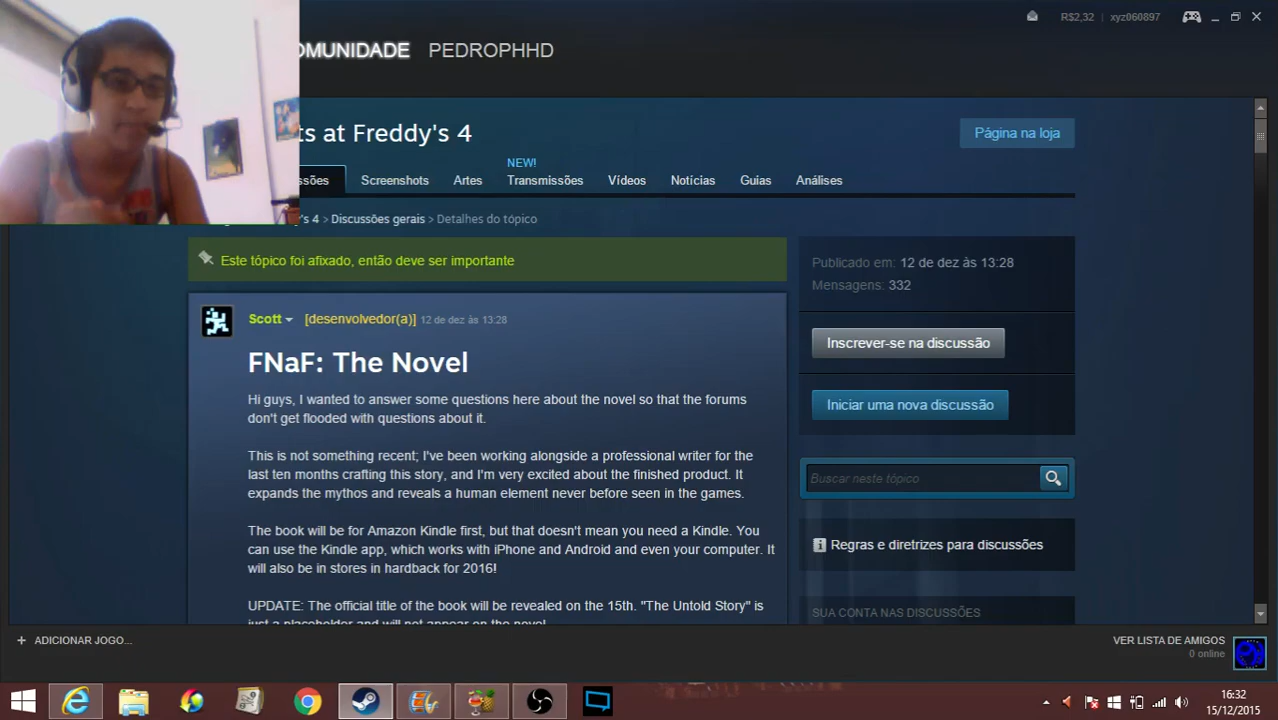 R$2,32 | xyz060897
OMUNIDADE PEDROPHHD
ts at Freddy's 4
Página na loja
ssões Screenshots Artes NEW! Transmissões Vídeos Notícias Guias Análises
's 4 > Discussões gerais > Detalhes do tópico
Este tópico foi afixado, então deve ser importante
Scott [desenvolvedor(a)] 12 de dez às 13:28
FNaF: The Novel
Hi guys, I wanted to answer some questions here about the novel so that the forums
don't get flooded with questions about it.
This is not something recent; I've been working alongside a professional writer for the
last ten months crafting this story, and I'm very excited about the finished product. It
expands the mythos and reveals a human element never before seen in the games.
The book will be for Amazon Kindle first, but that doesn't mean you need a Kindle. You
can use the Kindle app, which works with iPhone and Android and even your computer. It
will also be in stores in hardback for 2016!
UPDATE: The official title of the book will be revealed on the 15th. "The Untold Story" is
just a placeholder and will not appear on the novel!
Publicado em: 12 de dez às 13:28
Mensagens: 332
Inscrever-se na discussão
Iniciar uma nova discussão
Buscar neste tópico
Regras e diretrizes para discussões
SUA CONTA NAS DISCUSSÕES
+ ADICIONAR JOGO...
VER LISTA DE AMIGOS
0 online
16:32
15/12/2015